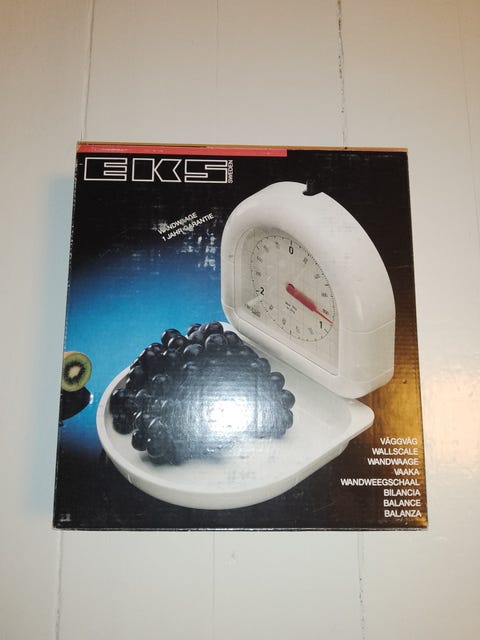 EKS
SWEDEN
WANDWAAGE
1 JAHR GARANTIE
0
2
1
VÄGGVÅG
WALLSCALE
WANDWAAGE
VAAKA
WANDWEEGSCHAAL
BILANCIA
BALANCE
BALANZA